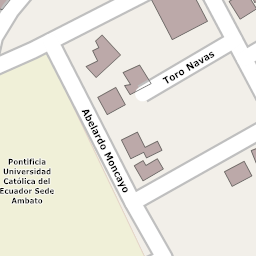 Toro Navas
Abelardo Moncayo
Pontificia
Universidad
Católica del
Ecuador Sede
Ambato